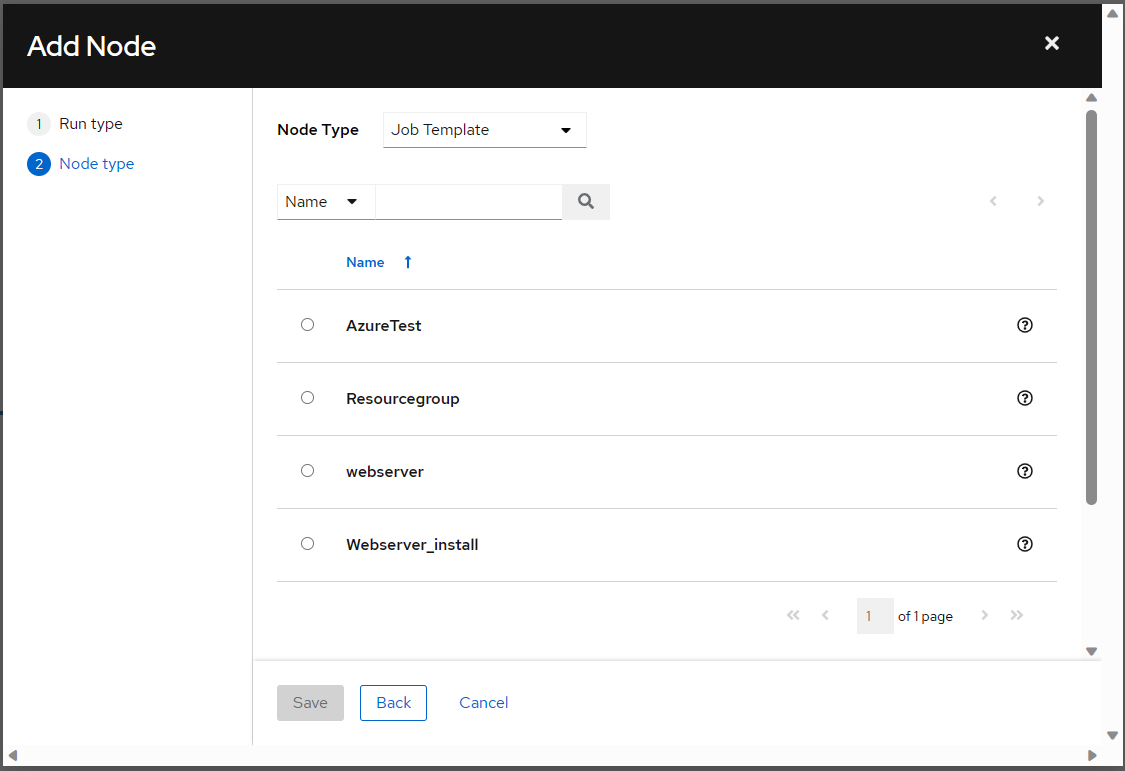 Add Node
1 Run type
2 Node type
Node Type Job Template
Name
Name
AzureTest
Resourcegroup
webserver
Webserver_install
1 of 1 page
Save Back Cancel